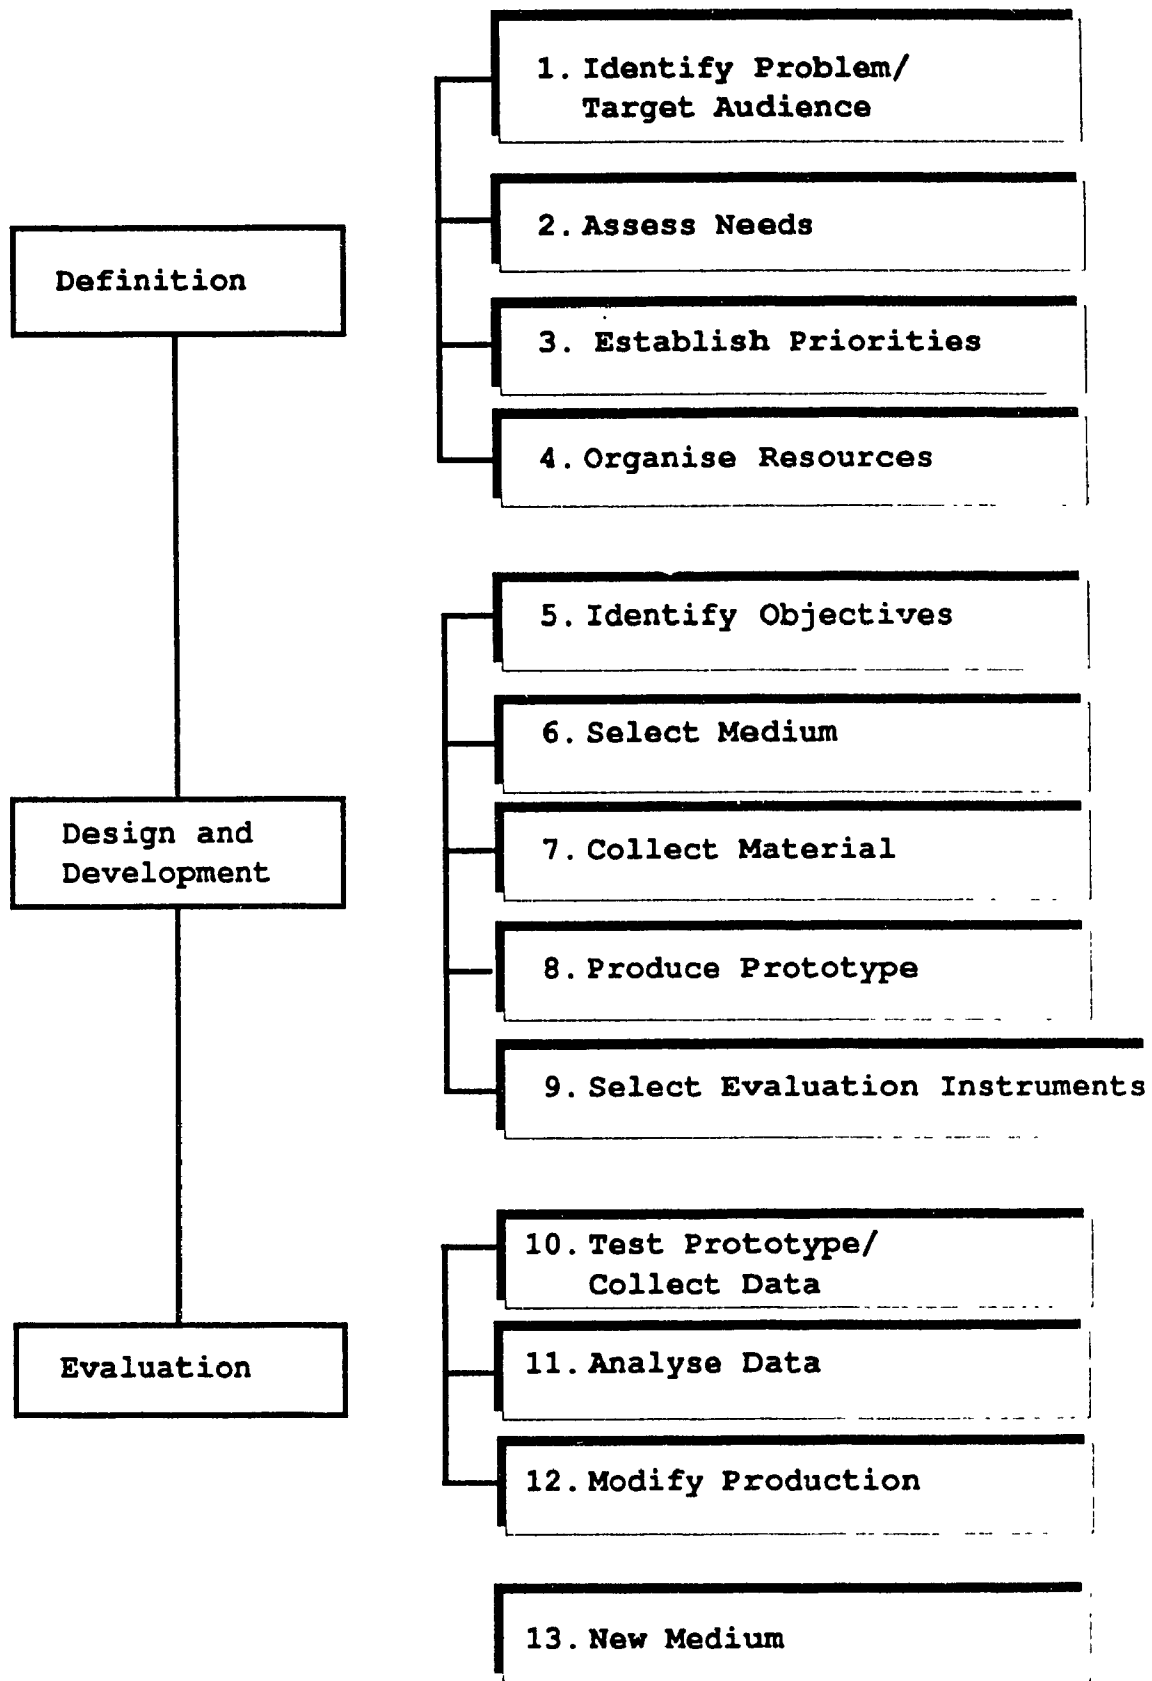 1. Identify Problem/
Target Audience
2. Assess Needs
Definition
3. Establish Priorities
4. Organise Resources
5. Identify Objectives
6. Select Medium
Design and
Development
7. Collect Material
8. Produce Prototype
9. Select Evaluation Instruments
10. Test Prototype/
Collect Data
Evaluation
11. Analyse Data
12. Modify Production
13. New Medium